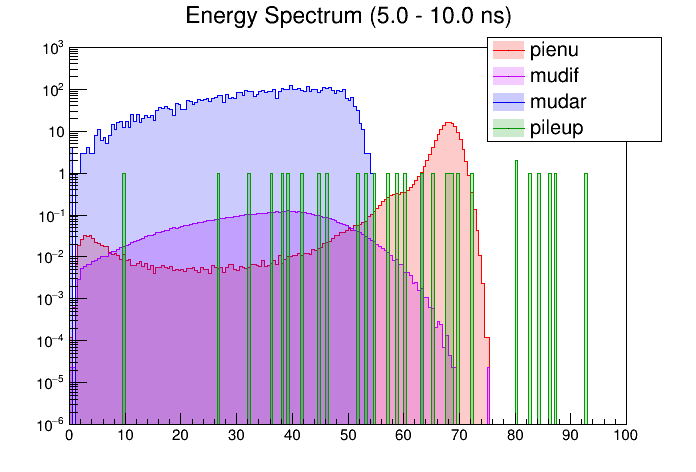 Energy Spectrum (5.0 - 10.0 ns)
pienu
mudif
mudar
pileup
10³
10²
10
1
10⁻¹
10⁻²
10⁻³
10⁻⁴
10⁻⁵
10⁻⁶
0 10 20 30 40 50 60 70 80 90 100